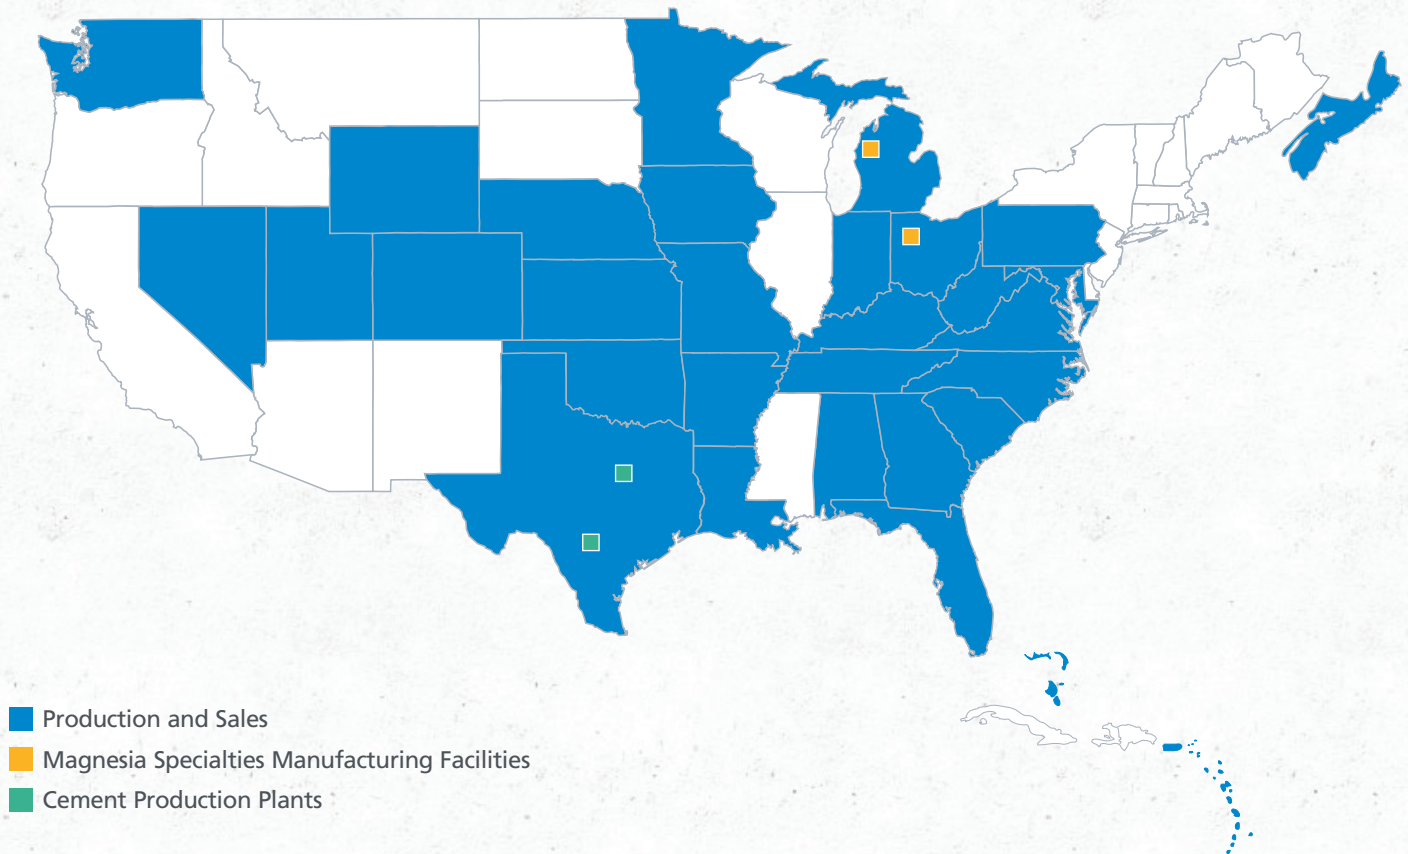 Production and Sales
Magnesia Specialties Manufacturing Facilities
Cement Production Plants